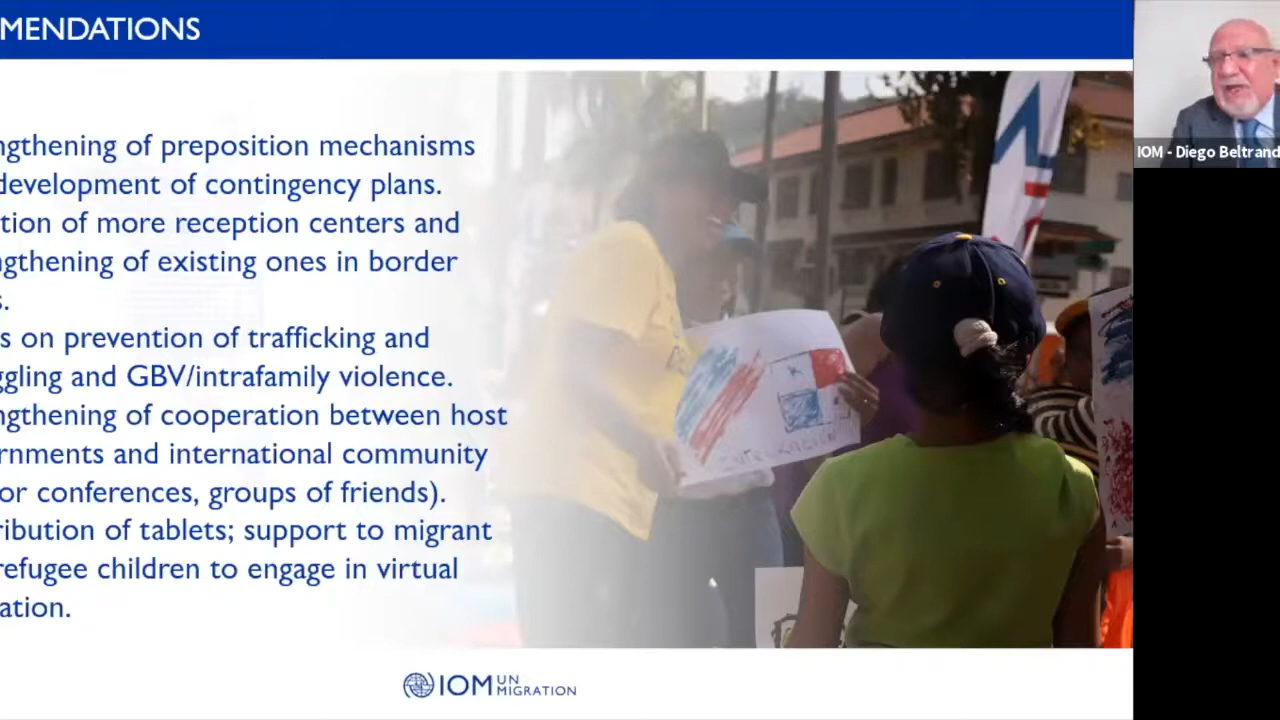 MENDATIONS
IOM - Diego Beltrand
ngthening of preposition mechanisms
development of contingency plans.
tion of more reception centers and
ngthening of existing ones in border
s.
s on prevention of trafficking and
ggling and GBV/intrafamily violence.
ngthening of cooperation between host
rnments and international community
or conferences, groups of friends).
ribution of tablets; support to migrant
refugee children to engage in virtual
ation.
IOM UN
MIGRATION